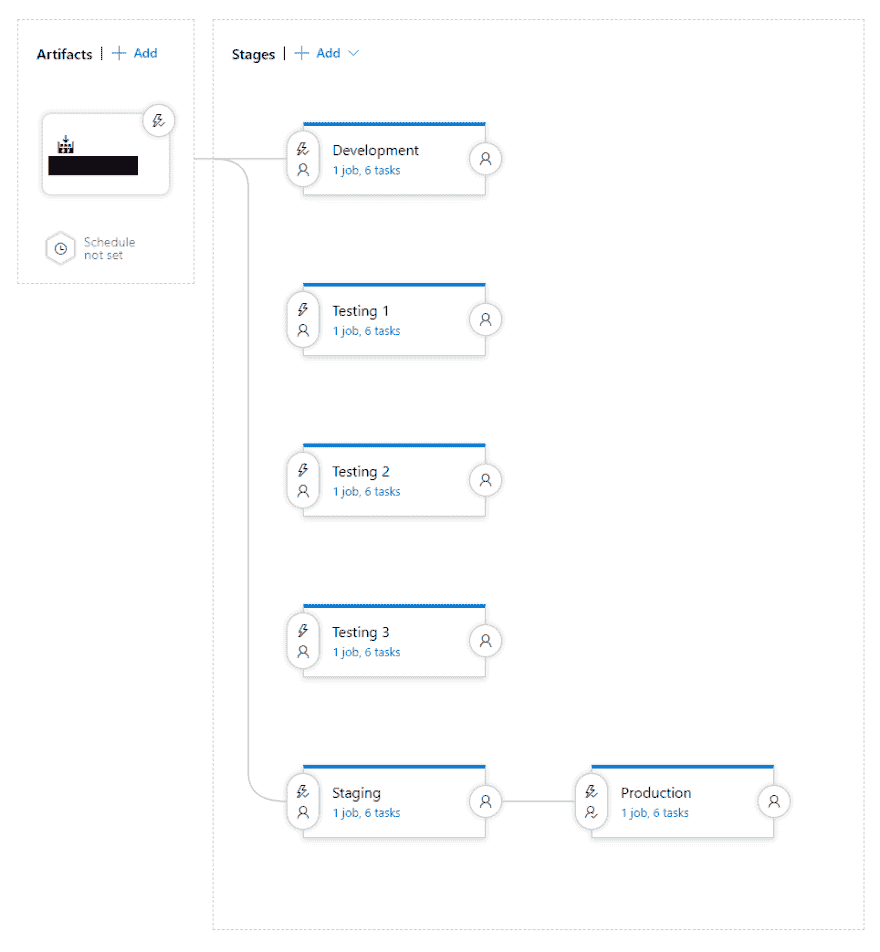 Artifacts | + Add
Stages | + Add
Schedule
not set
Development
1 job, 6 tasks
Testing 1
1 job, 6 tasks
Testing 2
1 job, 6 tasks
Testing 3
1 job, 6 tasks
Staging
1 job, 6 tasks
Production
1 job, 6 tasks